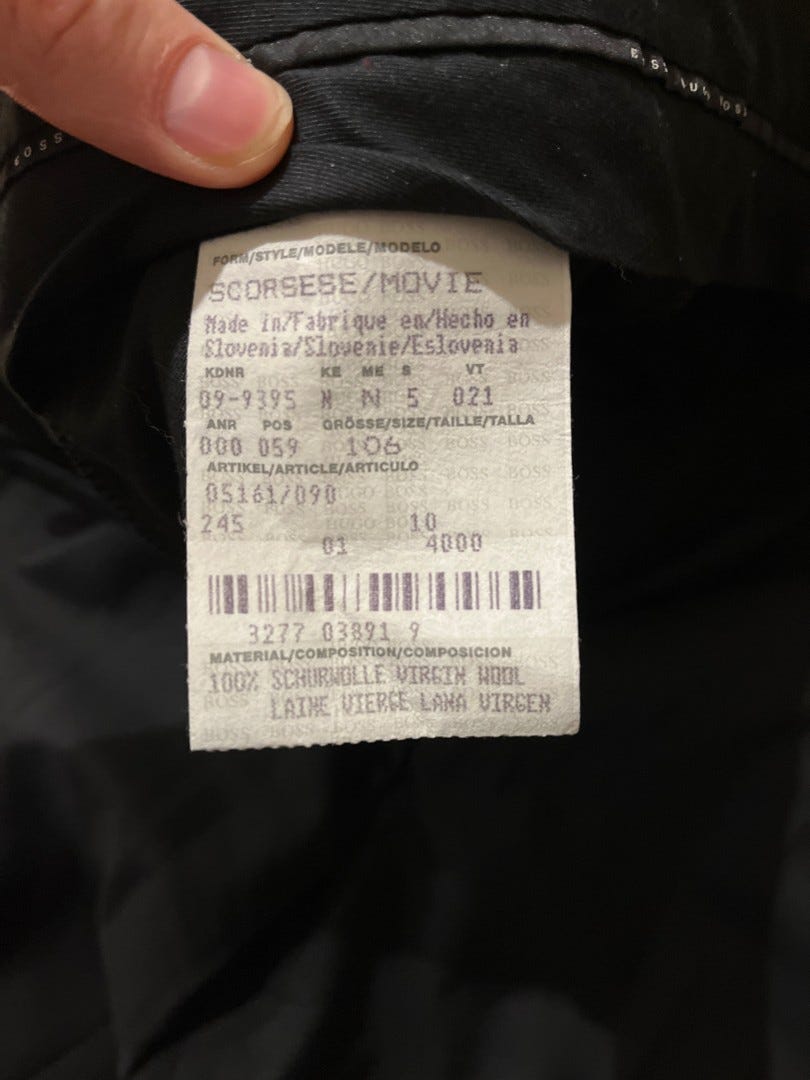 BOSS
FORM/STYLE/MODELE/MODELO
SCORSESE/MOVIE
Made in/Fabrique en/Hecho en
Slovenia/Slovenie/Eslovenia
KDNR KE ME S VT
09-9395 N N 5 021
ANR POS GRÖSSE/SIZE/TAILLE/TALLA
000 059 106
ARTIKEL/ARTICLE/ARTICULO
05161/090
245 10
01 4000
3277 03891 9
MATERIAL/COMPOSITION/COMPOSICION
100% SCHURWOLLE VIRGIN WOOL
LAINE VIERGE LANA VIRGEN